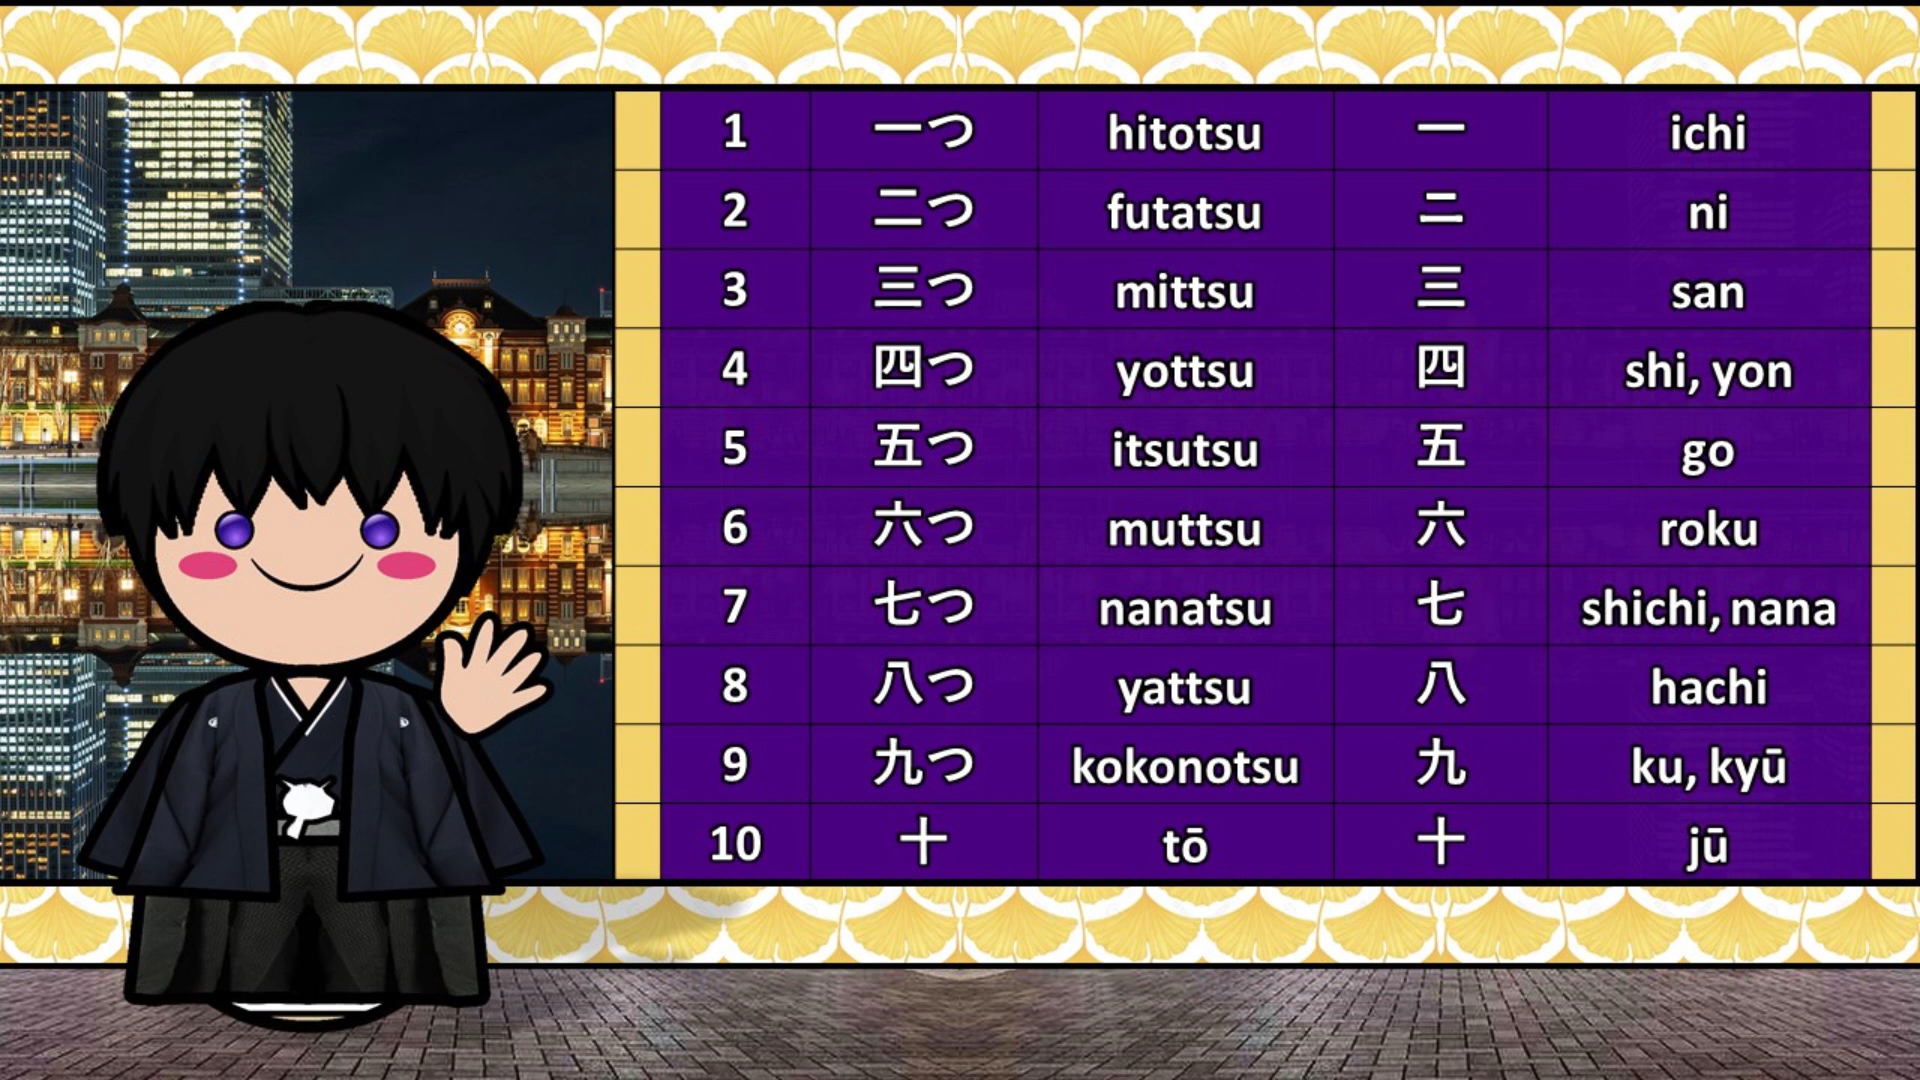 1 一つ hitotsu 一 ichi
2 二つ futatsu 二 ni
3 三つ mittsu 三 san
4 四つ yottsu 四 shi, yon
5 五つ itsutsu 五 go
6 六つ muttsu 六 roku
7 七つ nanatsu 七 shichi, nana
8 八つ yattsu 八 hachi
9 九つ kokonotsu 九 ku, kyū
10 十 tō 十 jū